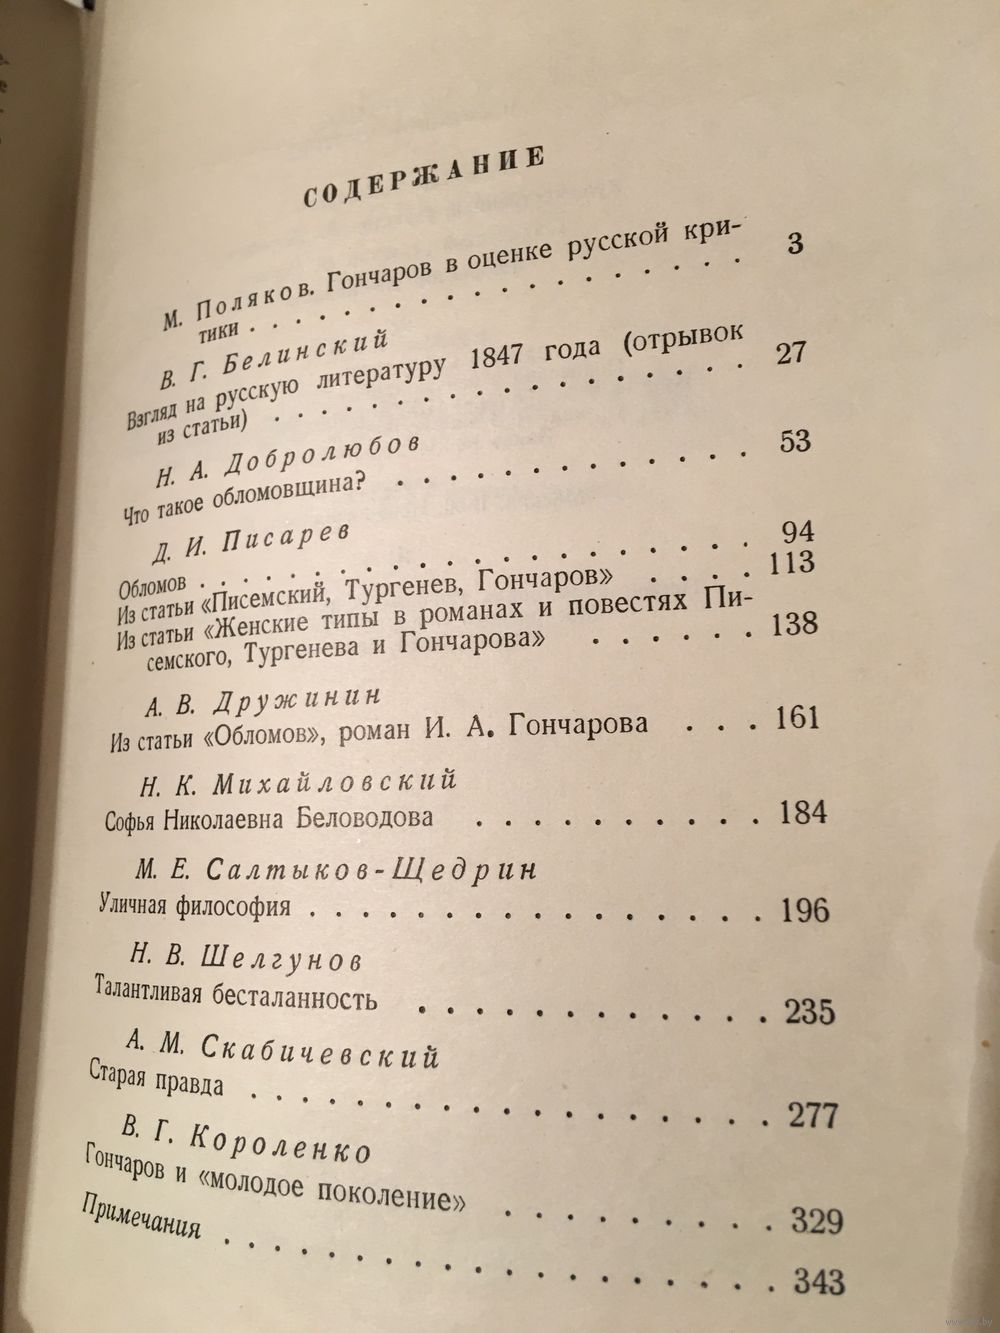 СОДЕРЖАНИЕ
М. Поляков. Гончаров в оценке русской кри-
тики . . . . . . . . . . . . . . . . . 3
В. Г. Белинский
Взгляд на русскую литературу 1847 года (отрывок
из статьи) . . . . . . . . . . . . . . . . . 27
Н. А. Добролюбов
Что такое обломовщина? . . . . . . . . . . . . . 53
Д. И. Писарев
Обломов . . . . . . . . . . . . . . . . . . 94
Из статьи «Писемский, Тургенев, Гончаров» . . . . 113
Из статьи «Женские типы в романах и повестях Пи-
семского, Тургенева и Гончарова» . . . . . . 138
А. В. Дружинин
Из статьи «Обломов», роман И. А. Гончарова . . . 161
Н. К. Михайловский
Софья Николаевна Беловодова . . . . . . . . . . 184
М. Е. Салтыков-Щедрин
Уличная философия . . . . . . . . . . . . . . . . 196
Н. В. Шелгунов
Талантливая бесталанность . . . . . . . . . . . . . 235
А. М. Скабичевский
Старая правда . . . . . . . . . . . . . . . . . . . 277
В. Г. Короленко
Гончаров и «молодое поколение» . . . . . . . . . . 329
Примечания . . . . . . . . . . . . . . . . . . . . . 343